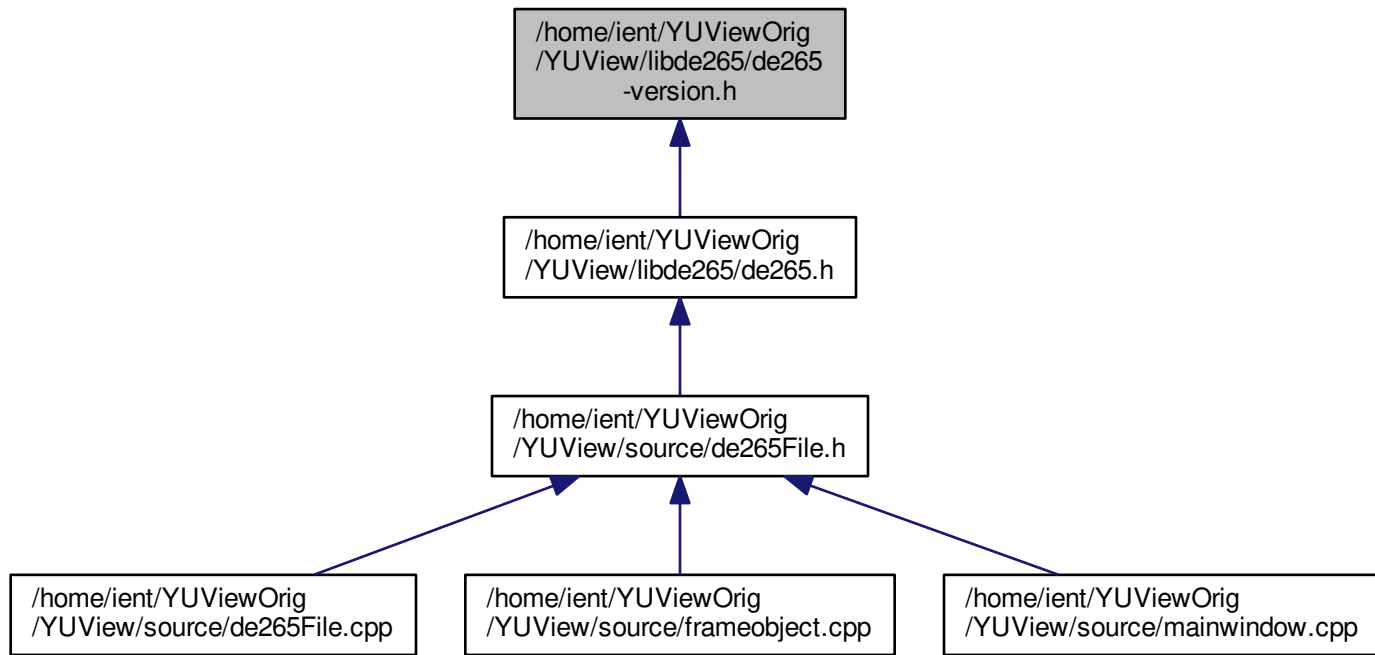 /home/ient/YUViewOrig
/YUView/libde265/de265
-version.h
/home/ient/YUViewOrig
/YUView/libde265/de265.h
/home/ient/YUViewOrig
/YUView/source/de265File.h
/home/ient/YUViewOrig
/YUView/source/de265File.cpp
/home/ient/YUViewOrig
/YUView/source/frameobject.cpp
/home/ient/YUViewOrig
/YUView/source/mainwindow.cpp